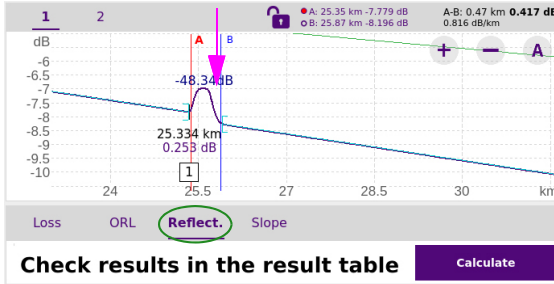 1 2
A: 25.35 km -7.779 dB
B: 25.87 km -8.196 dB
A-B: 0.47 km 0.417 dB
0.816 dB/km
dB
A B
+ − A
-6
-6.5
-7
-7.5
-8
-8.5
-9
-9.5
-10
-48.34dB
25.334 km
0.253 dB
1
24 25.5 27 28.5 30 km
Loss ORL Reflect. Slope
Check results in the result table
Calculate